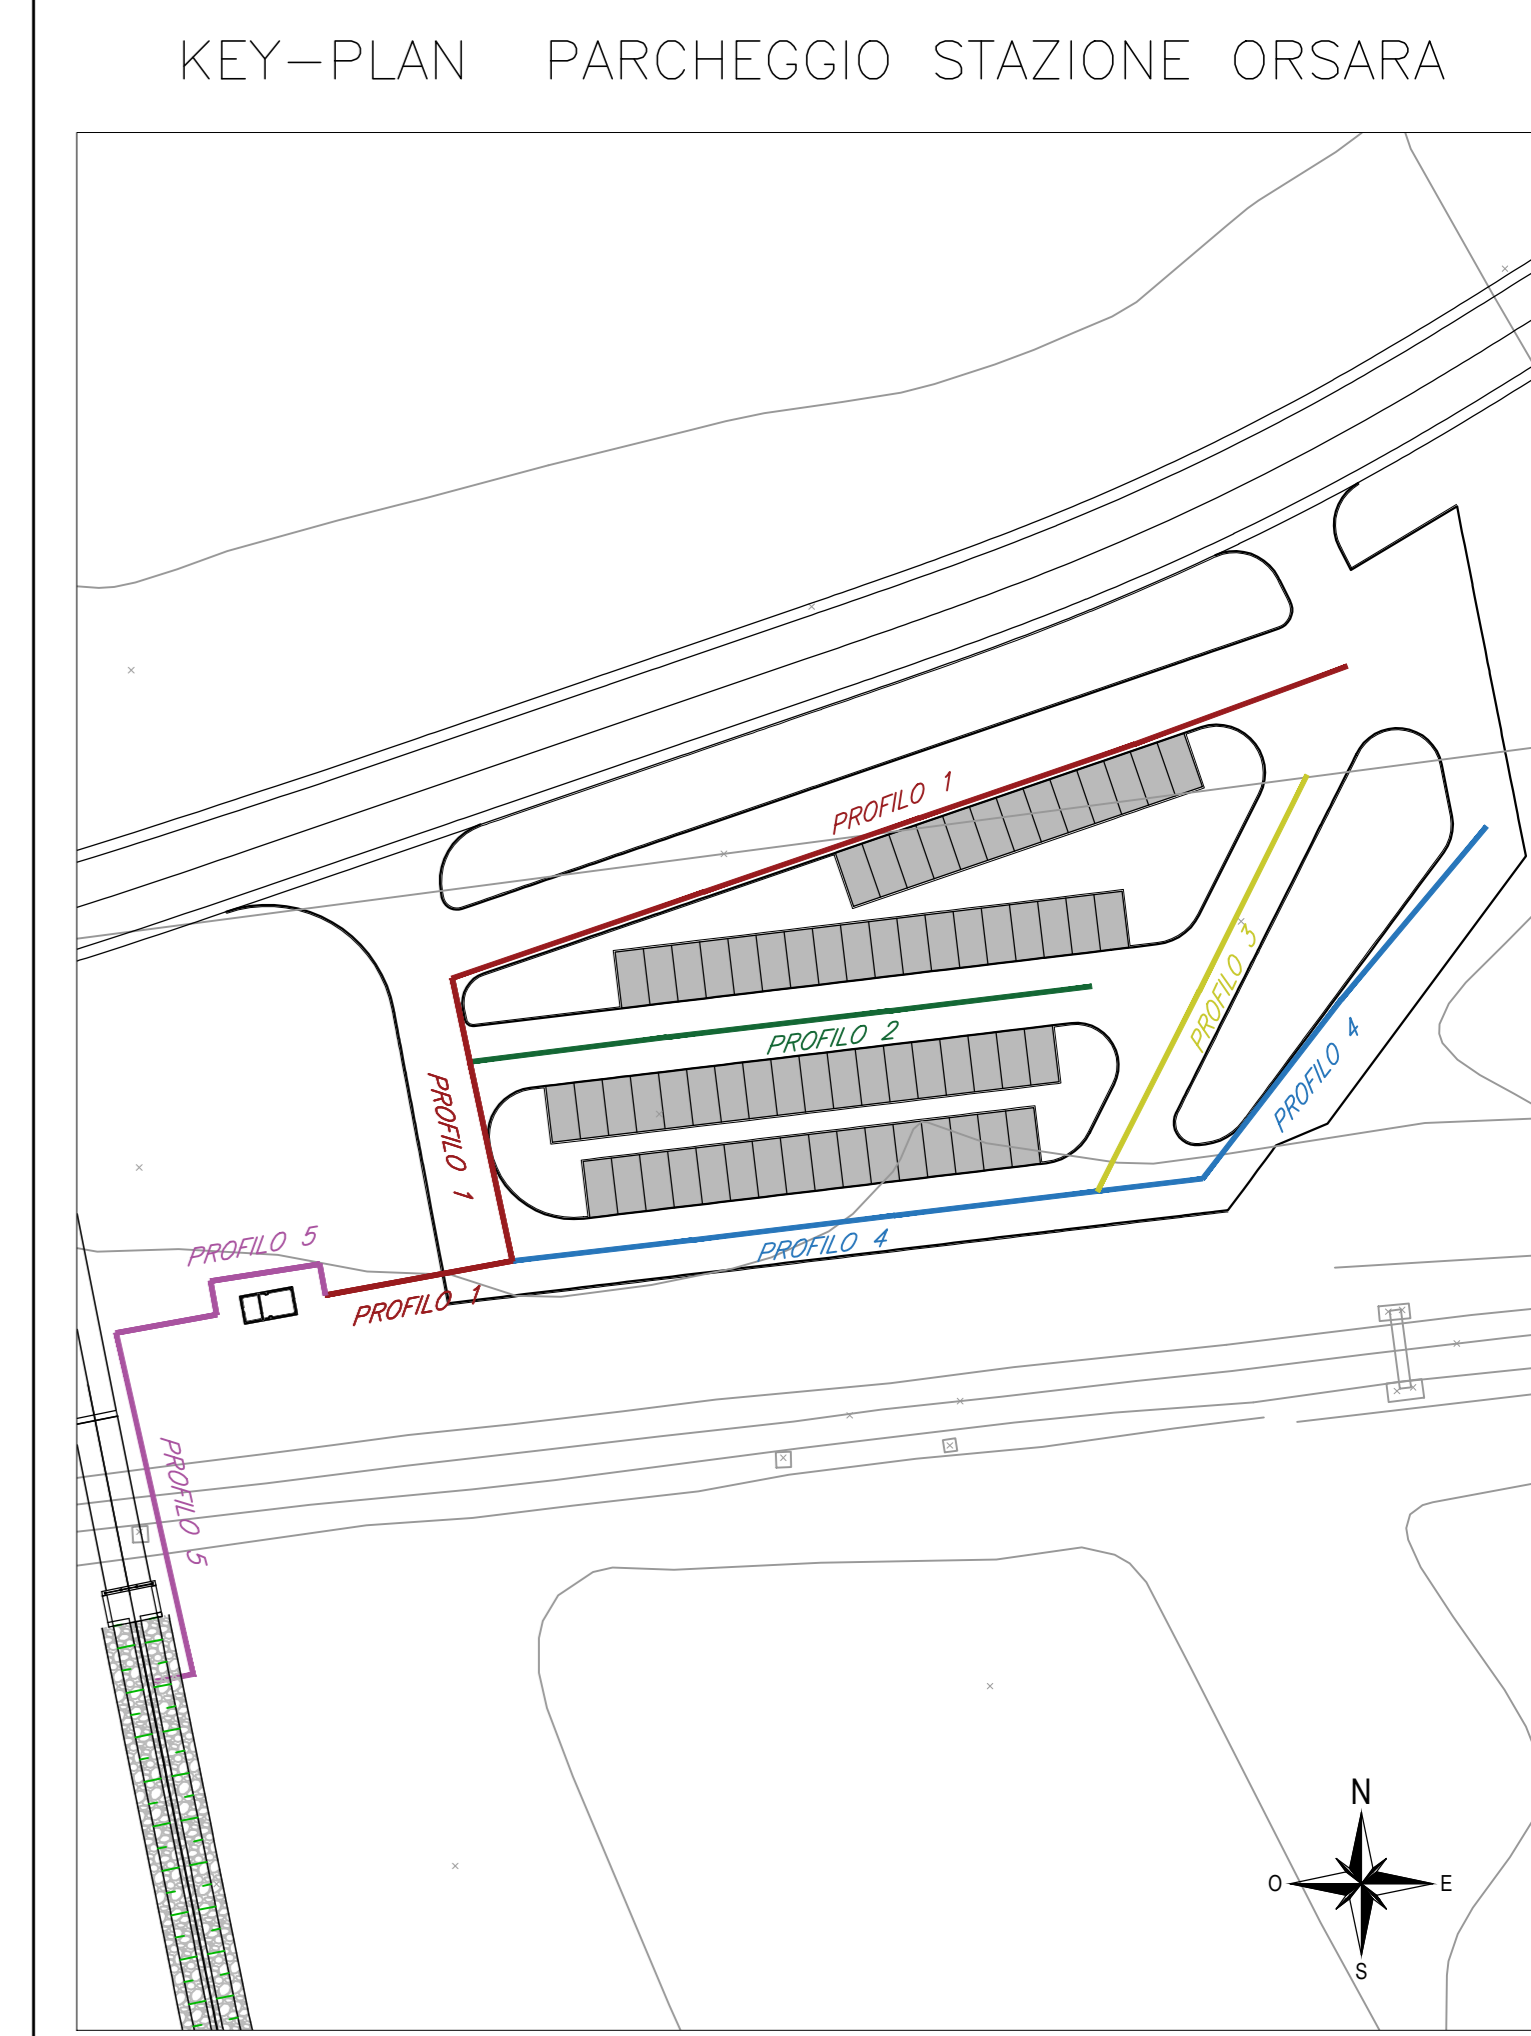 KEY-PLAN PARCHEGGIO STAZIONE ORSARA
PROFILO 1
PROFILO 3
PROFILO 2
PROFILO 4
PROFILO 1
PROFILO 5
PROFILO 4
PROFILO 1
PROFILO 5
N
O E
S